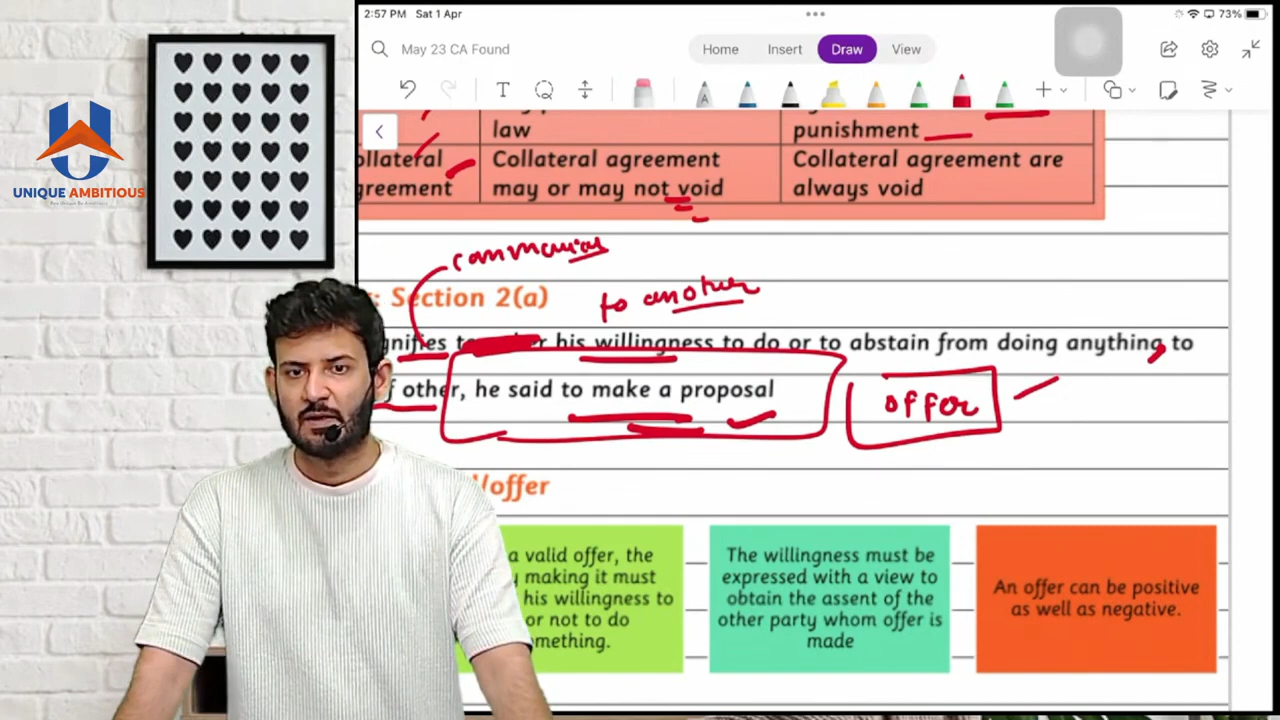 2:57 PM Sat 1 Apr
73%
May 23 CA Found
Home Insert Draw View
law
punishment
ollateral
greement
Collateral agreement
may or may not void
Collateral agreement are
always void
UNIQUE AMBITIOUS
: Section 2(a)
to another
gnifies to his willingness to do or to abstain from doing anything, to
f other, he said to make a proposal
offer
l/offer
a valid offer, the
making it must
his willingness to
or not to do
mething.
The willingness must be
expressed with a view to
obtain the assent of the
other party whom offer is
made
An offer can be positive
as well as negative.